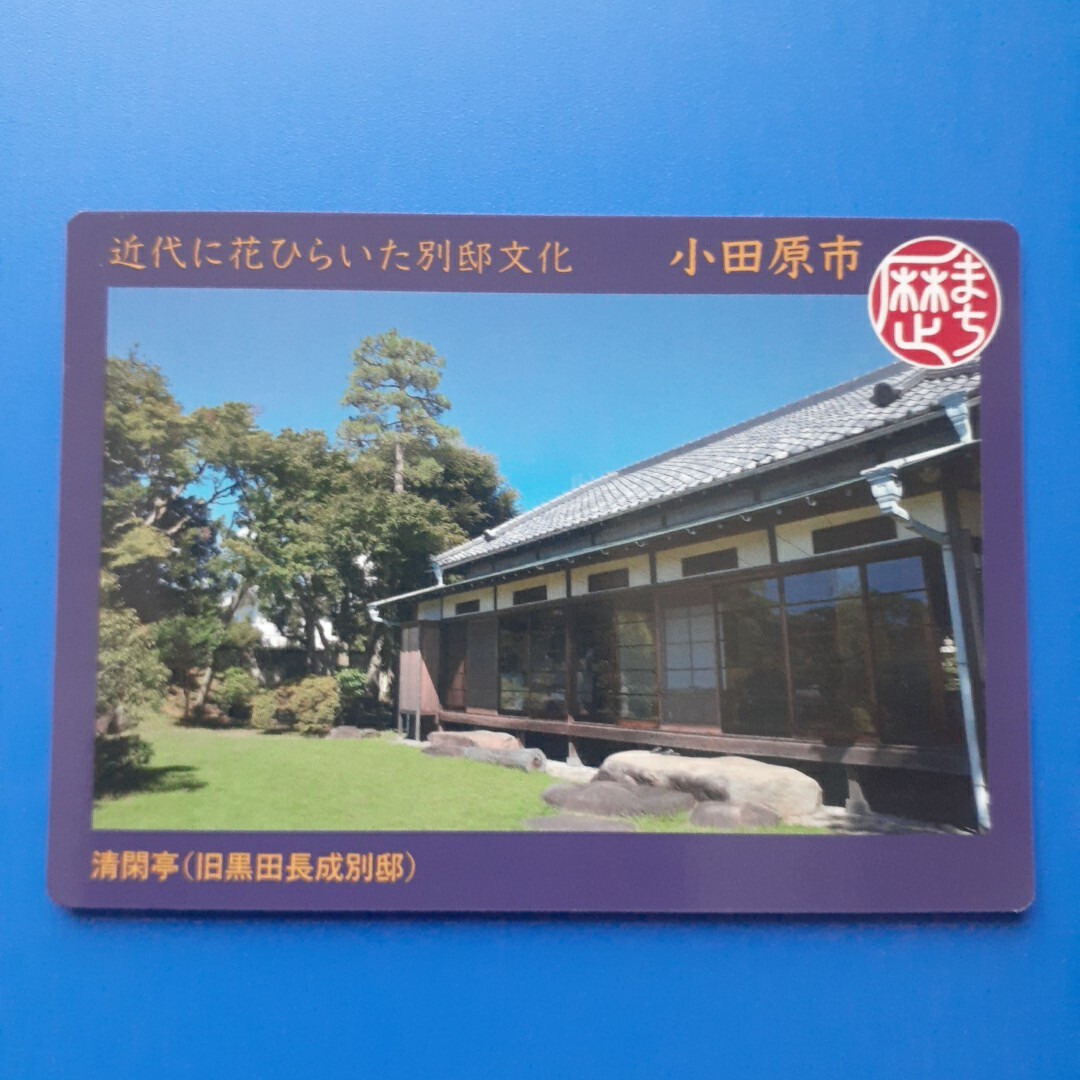 近代に花ひらいた別邸文化
小田原市
歴まち
清閑亭(旧黒田長成別邸)